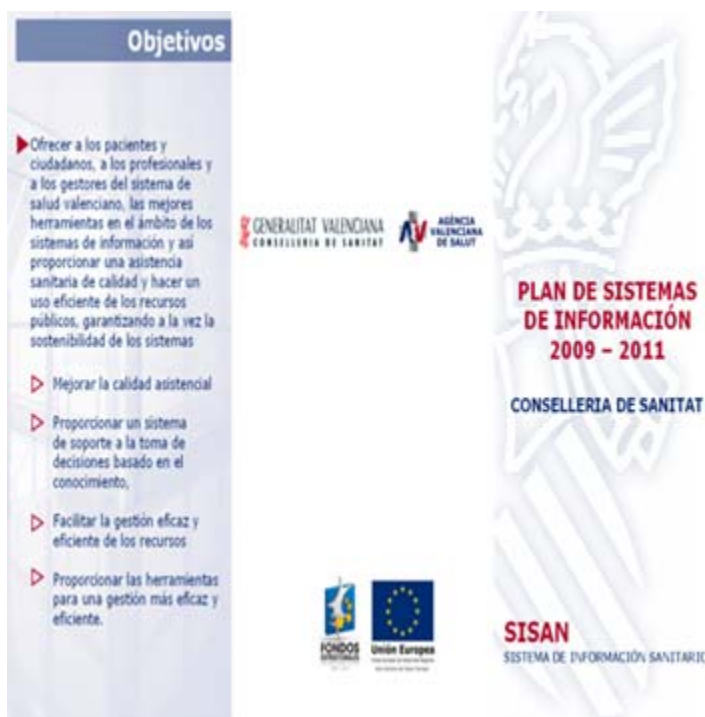 Objetivos
Ofrecer a los pacientes y
ciudadanos, a los profesionales y
a los gestores del sistema de
salud valenciano, las mejores
herramientas en el ámbito de los
sistemas de información y así
proporcionar una asistencia
sanitaria de calidad y hacer un
uso eficiente de los recursos
públicos, garantizando a la vez la
sostenibilidad de los sistemas
Mejorar la calidad asistencial
Proporcionar un sistema
de soporte a la toma de
decisiones basado en el
conocimiento,
Facilitar la gestión eficaz y
eficiente de los recursos
Proporcionar las herramientas
para una gestión más eficaz y
eficiente.
GENERALITAT VALENCIANA
CONSELLERIA DE SANITAT
AGÈNCIA
VALENCIANA
DE SALUT
FONDOS
ESTRUCTURALES
Unión Europea
PLAN DE SISTEMAS
DE INFORMACIÓN
2009 – 2011
CONSELLERIA DE SANITAT
SISAN
SISTEMA DE INFORMACIÓN SANITARIO